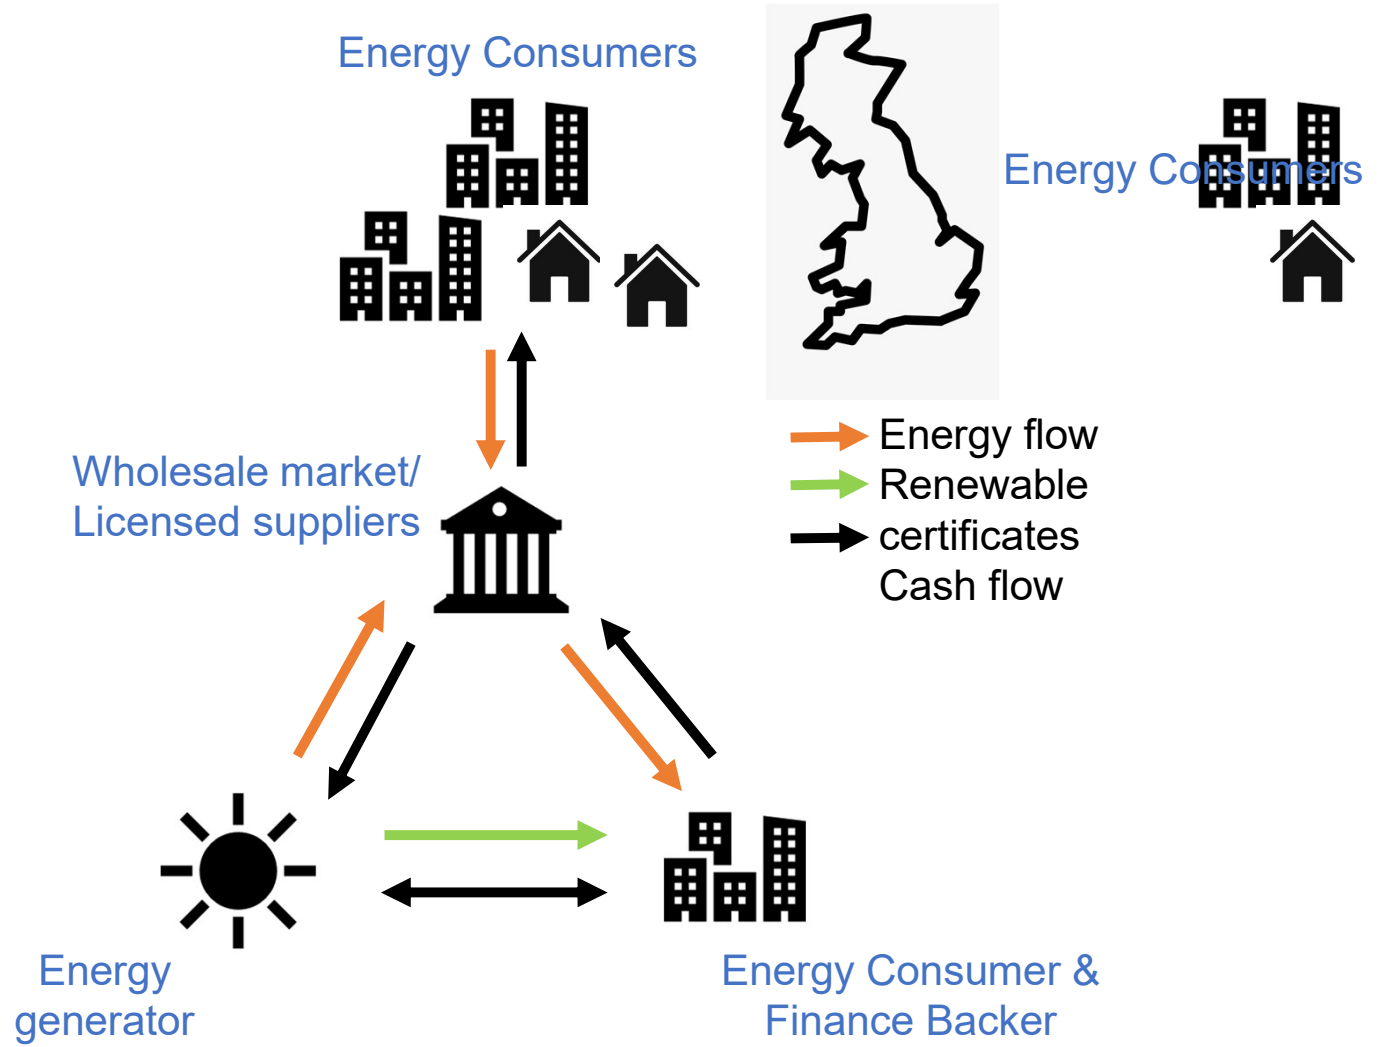 Energy Consumers
Energy Consumers
Energy flow
Renewable
certificates
Cash flow
Wholesale market/
Licensed suppliers
Energy
generator
Energy Consumer &
Finance Backer